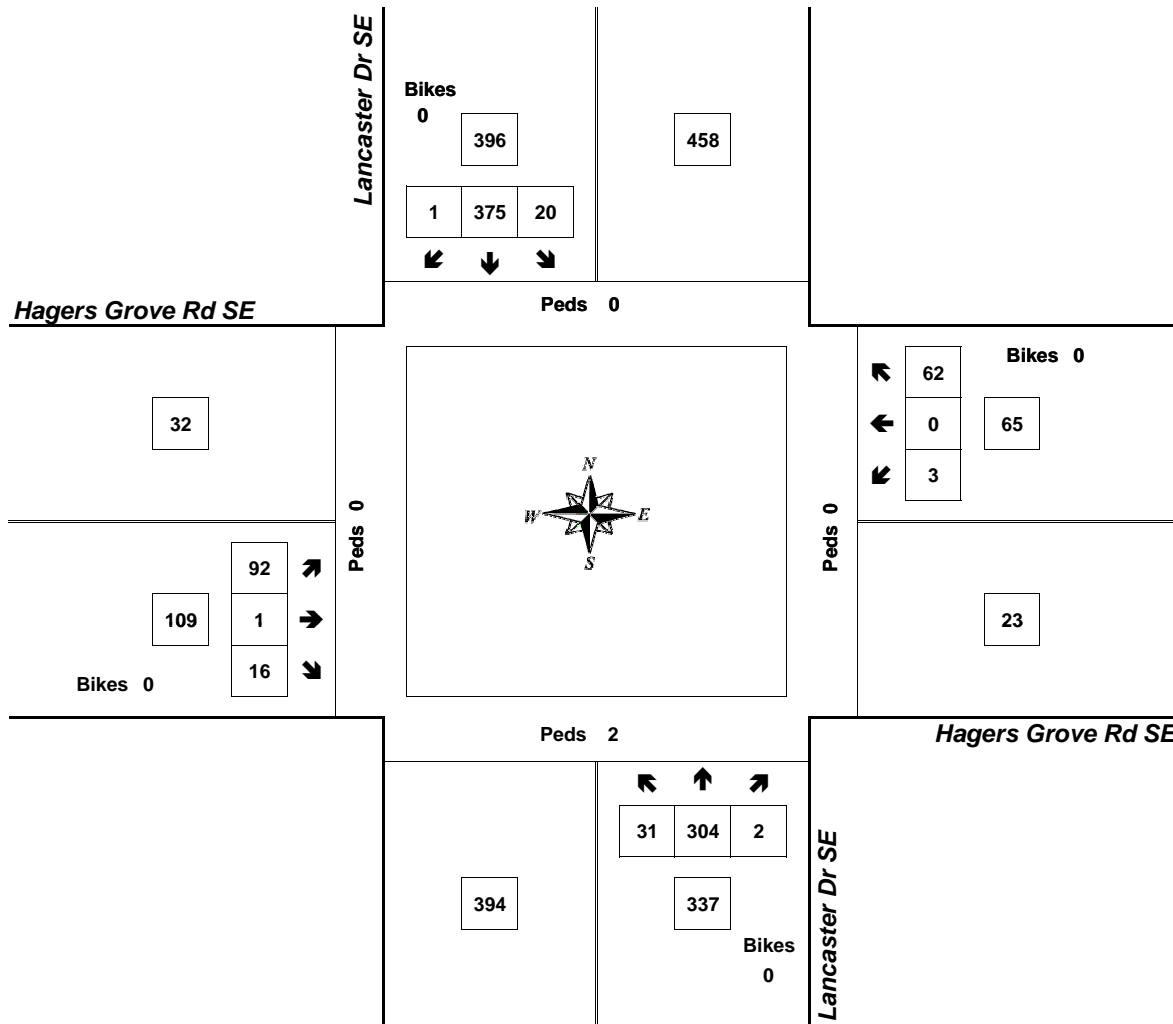 Lancaster Dr SE
Bikes
0
396
458
1 375 20
Peds 0
Hagers Grove Rd SE
Bikes 0
62
32
0
65
3
N
W E
S
Peds 0
Peds 0
92
109
1
23
16
Bikes 0
Peds 2
Hagers Grove Rd SE
31 304 2
394
337
Bikes
0
Lancaster Dr SE